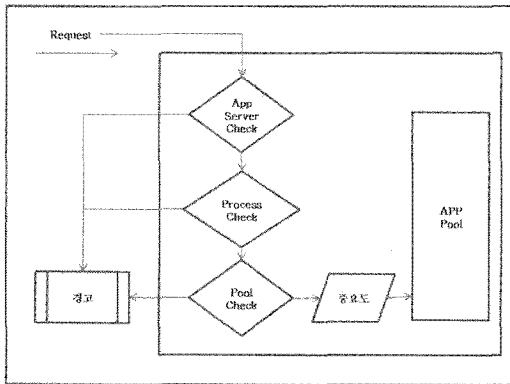 Request
App
Server
Check
Process
Check
APP
Pool
경고
Pool
Check
중요도